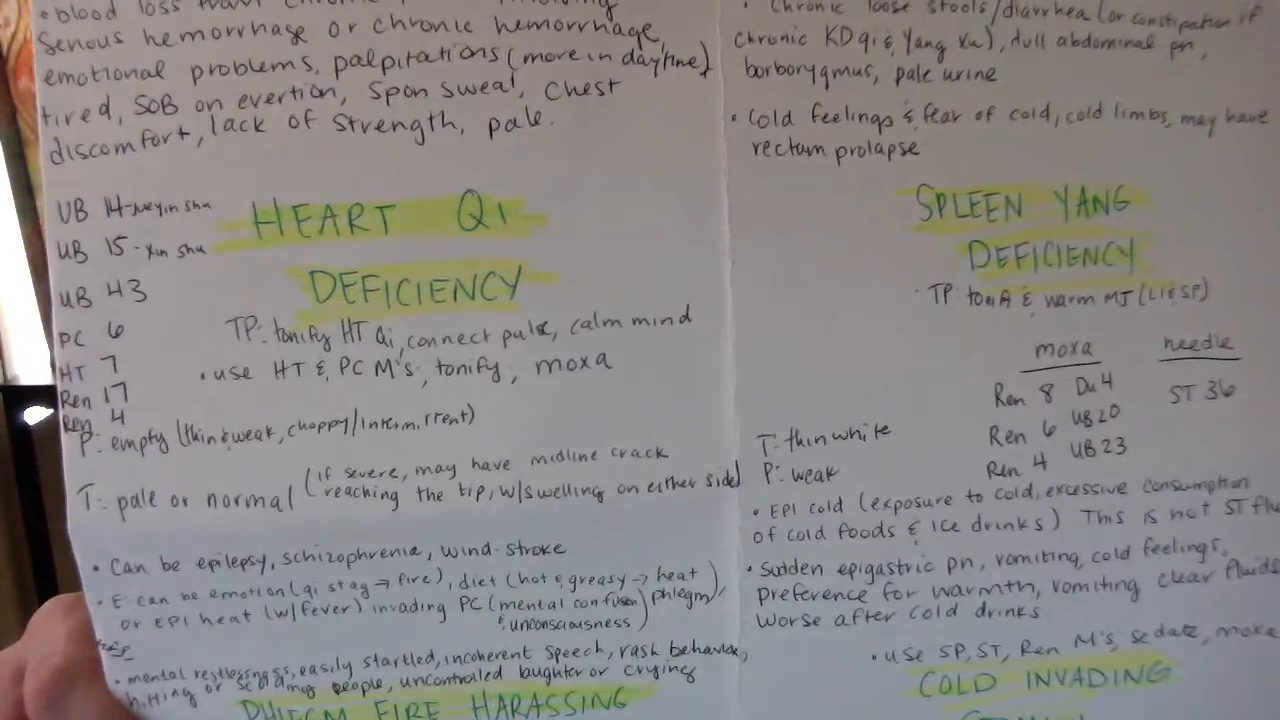 • blood loss from chronic
serious hemorrhage or chronic hemorrhage,
emotional problems, palpitations (more in daytime)
tired, SOB on evertion, spon sweat, chest
discomfort, lack of strength, pale.
UB 14 - Jueyin shu
UB 15 - Xin shu
UB 43
PC 6
HT 7
Ren 17
Ren 4
HEART QI
DEFICIENCY
TP: tonify HT Qi, connect pulse, calm mind
• use HT & PC M's, tonify, moxa
P: empty (thin & weak, choppy/intermittent)
T: pale or normal (if severe, may have midline crack
reaching the tip, w/swelling on either side)
• Can be epilepsy, schizophrenia, wind-stroke
• E can be emotion (qi stag → fire), diet (hot & greasy → heat
phlegm),
or EPI heat (w/fever) invading PC (mental confusion
& unconsciousness)
• mental restlessness, easily startled, incoherent speech, rash behavior,
hitting or scolding people, uncontrolled laughter or crying
PHLEGM FIRE HARASSING
• Chronic loose stools/diarrhea (or constipation if
chronic KD qi & Yang xu), dull abdominal pn,
borborygmus, pale urine
• Cold feelings & fear of cold, cold limbs, may have
rectum prolapse
SPLEEN YANG
DEFICIENCY
TP: tonify & warm MJ (LI & SP)
moxa needle
Ren 8 Du 4 ST 36
Ren 6 UB 20
Ren 4 UB 23
T: thin white
P: weak
• EPI cold (exposure to cold, excessive consumption
of cold foods & ice drinks) This is not ST flu
• Sudden epigastric pn, vomiting, cold feelings,
preference for warmth, vomiting clear fluids
worse after cold drinks
• use SP, ST, Ren M's, sedate, moxa
COLD INVADING